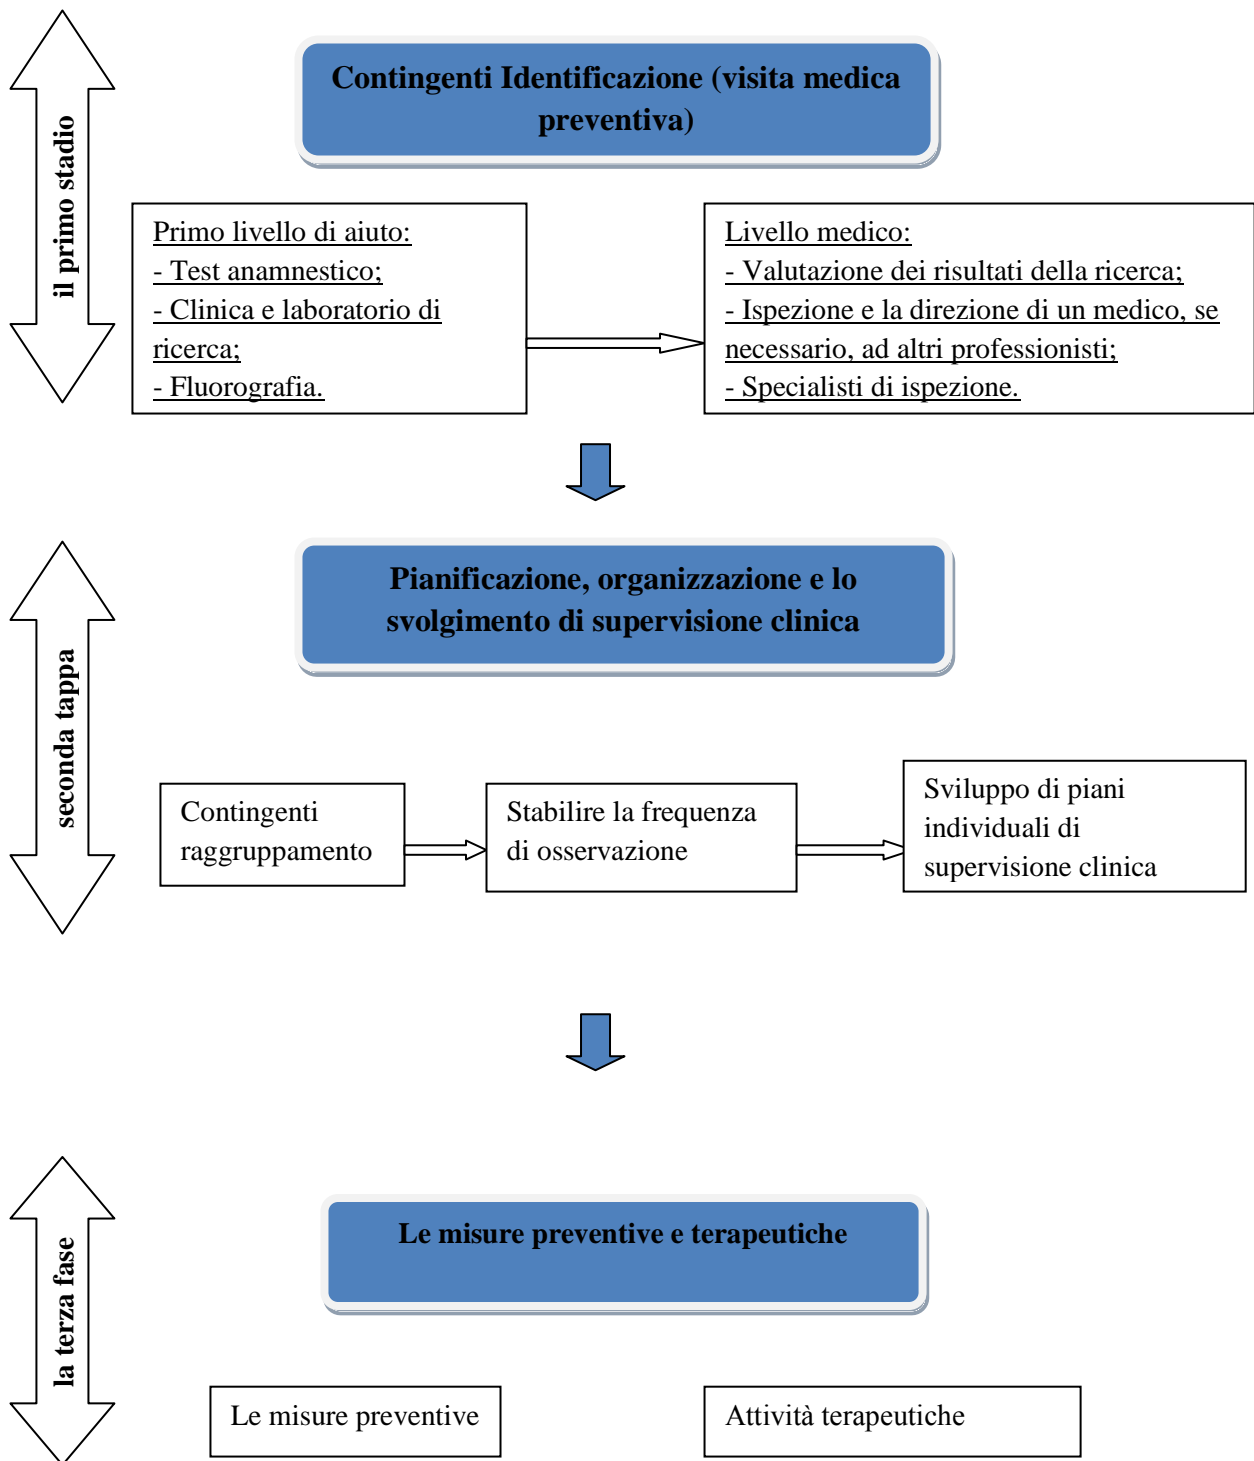 il primo stadio
Contingenti Identificazione (visita medica
preventiva)
Primo livello di aiuto:
- Test anamnestico;
- Clinica e laboratorio di
ricerca;
- Fluorografia.
Livello medico:
- Valutazione dei risultati della ricerca;
- Ispezione e la direzione di un medico, se
necessario, ad altri professionisti;
- Specialisti di ispezione.
seconda tappa
Pianificazione, organizzazione e lo
svolgimento di supervisione clinica
Contingenti
raggruppamento
Stabilire la frequenza
di osservazione
Sviluppo di piani
individuali di
supervisione clinica
la terza fase
Le misure preventive e terapeutiche
Le misure preventive
Attività terapeutiche